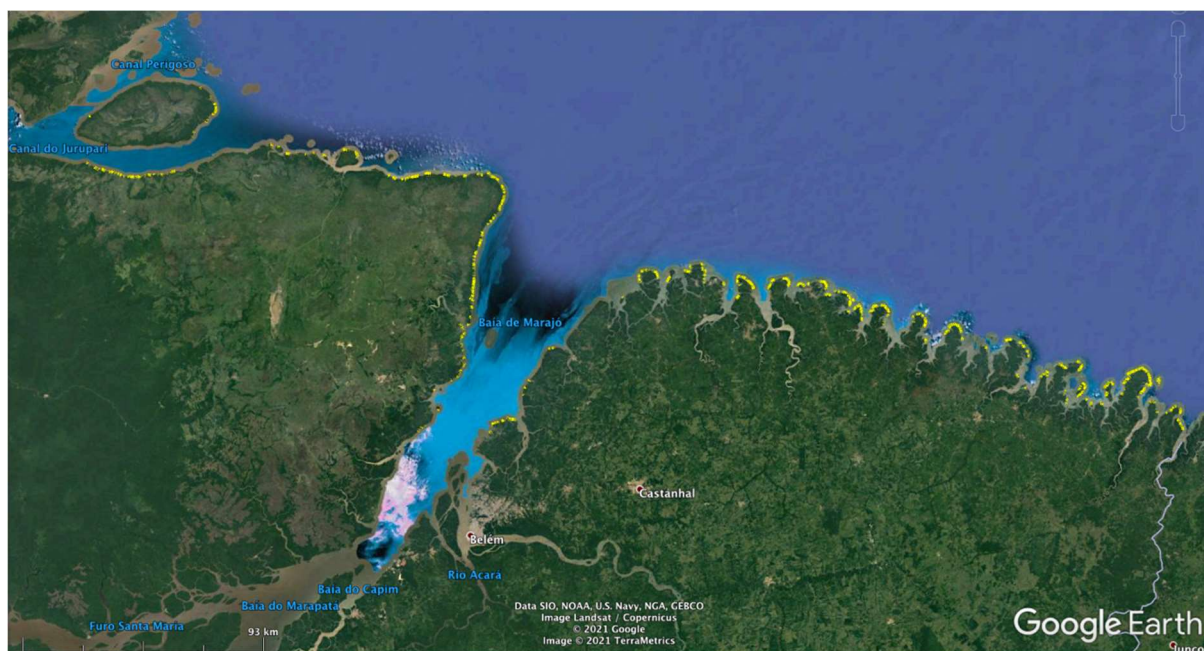 Canal Perigoso
Canal do Jurupari
Baía de Marajó
Castanhal
Belém
Rio Acará
Baía do Capim
Baía do Marapata
Furo Santa Maria
93 km
Data SIO, NOAA, U.S. Navy, NGA, GEBCO
Image Landsat / Copernicus
© 2021 Google
Image © 2021 TerraMetrics
Google Earth